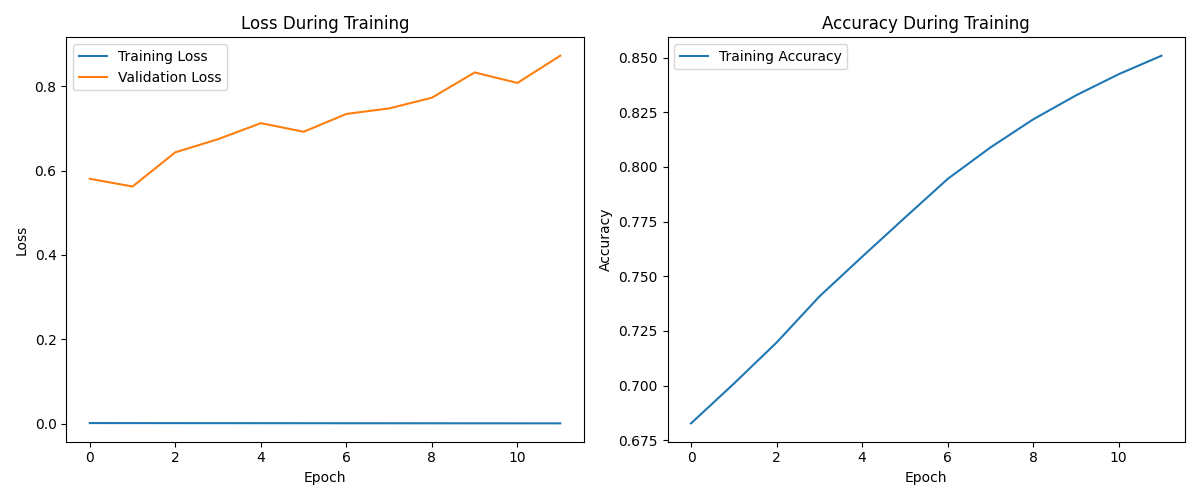 Loss During Training
Training Loss
Validation Loss
0.8
0.6
0.4
0.2
0.0
Loss
0 2 4 6 8 10
Epoch
Accuracy During Training
Training Accuracy
0.850
0.825
0.800
0.775
0.750
0.725
0.700
0.675
Accuracy
0 2 4 6 8 10
Epoch